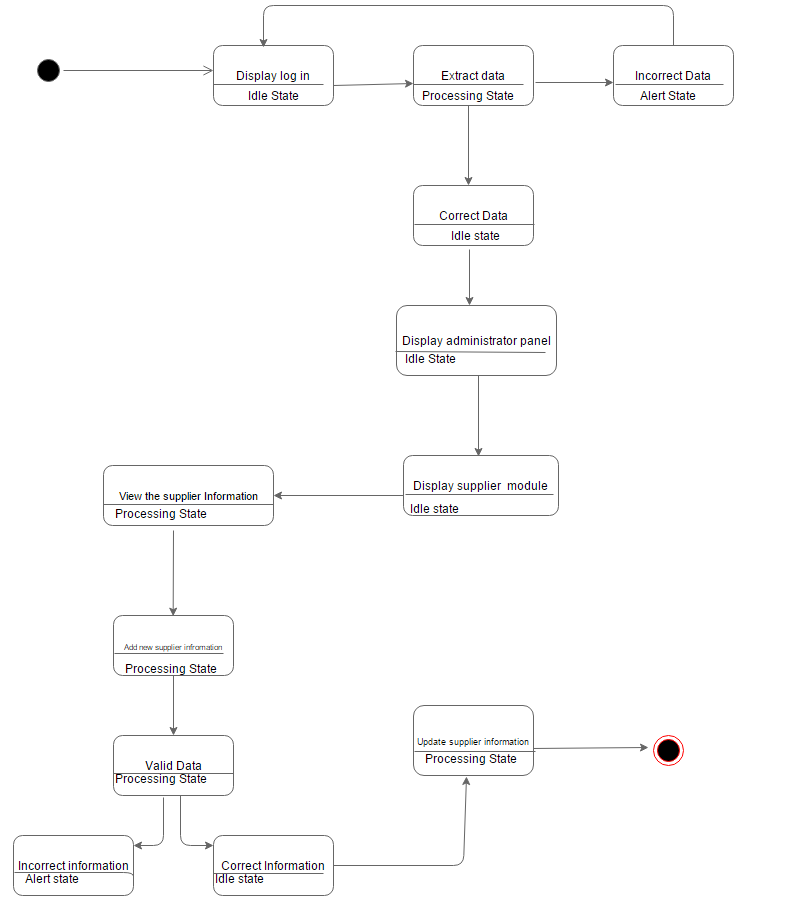 Display log in
Idle State
Extract data
Processing State
Incorrect Data
Alert State
Correct Data
Idle state
Display administrator panel
Idle State
Display supplier module
Idle state
View the supplier Information
Processing State
Add new supplier infromation
Processing State
Valid Data
Processing State
Update supplier information
Processing State
Incorrect information
Alert state
Correct Information
Idle state